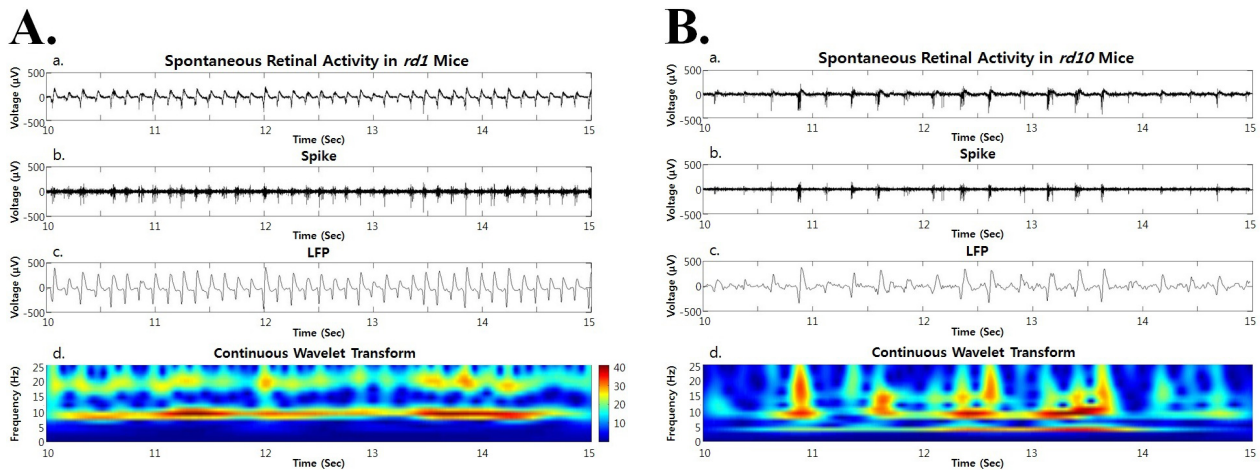 A.
a.
Spontaneous Retinal Activity in rd1 Mice
Voltage (µV)
500
0
-500
10 11 12 13 14 15
Time (Sec)
b.
Spike
Voltage (µV)
500
0
-500
10 11 12 13 14 15
Time (Sec)
c.
LFP
Voltage (µV)
500
0
-500
10 11 12 13 14 15
Time (Sec)
d.
Continuous Wavelet Transform
Frequency (Hz)
25
20
15
10
5
0
10 11 12 13 14 15
Time (Sec)
40
30
20
10
B.
a.
Spontaneous Retinal Activity in rd10 Mice
Voltage (µV)
500
0
-500
10 11 12 13 14 15
Time (Sec)
b.
Spike
Voltage (µV)
500
0
-500
10 11 12 13 14 15
Time (Sec)
c.
LFP
Voltage (µV)
500
0
-500
10 11 12 13 14 15
Time (Sec)
d.
Continuous Wavelet Transform
Frequency (Hz)
25
20
15
10
5
0
10 11 12 13 14 15
Time (Sec)